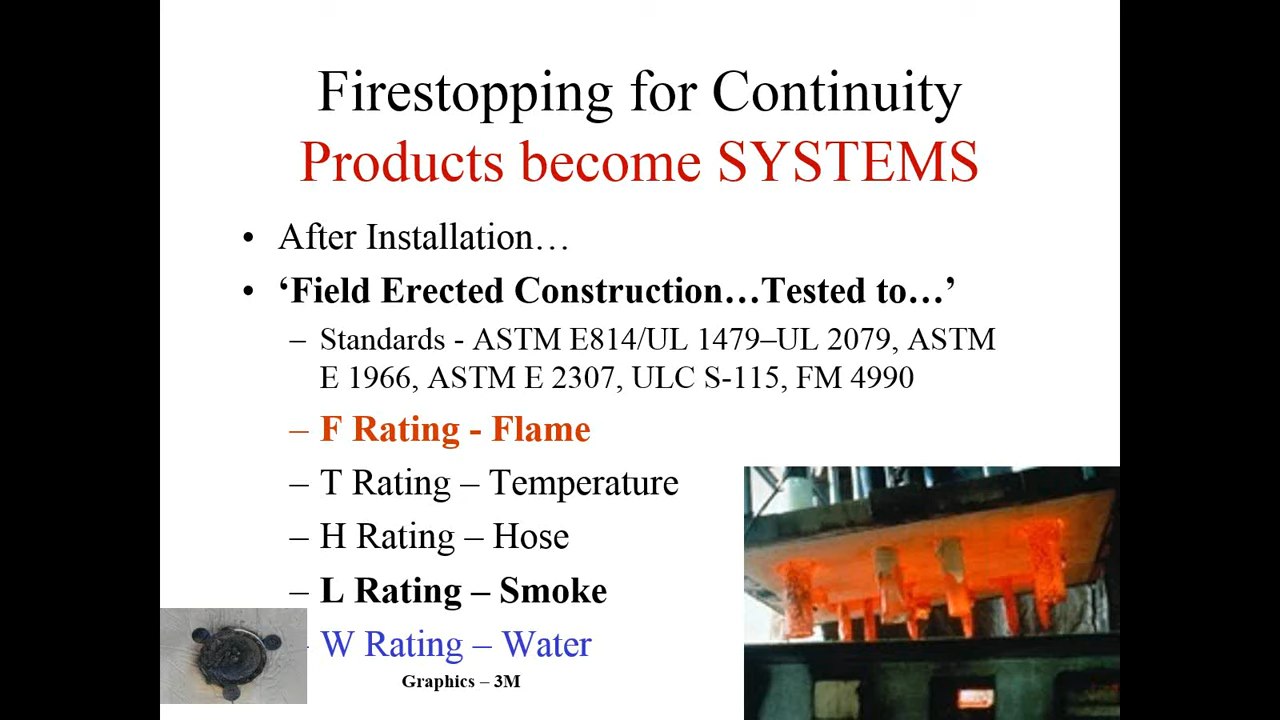 Firestopping for Continuity
Products become SYSTEMS
• After Installation…
• ‘Field Erected Construction…Tested to…’
– Standards - ASTM E814/UL 1479–UL 2079, ASTM
E 1966, ASTM E 2307, ULC S-115, FM 4990
– F Rating - Flame
– T Rating – Temperature
– H Rating – Hose
– L Rating – Smoke
- W Rating – Water
Graphics – 3M